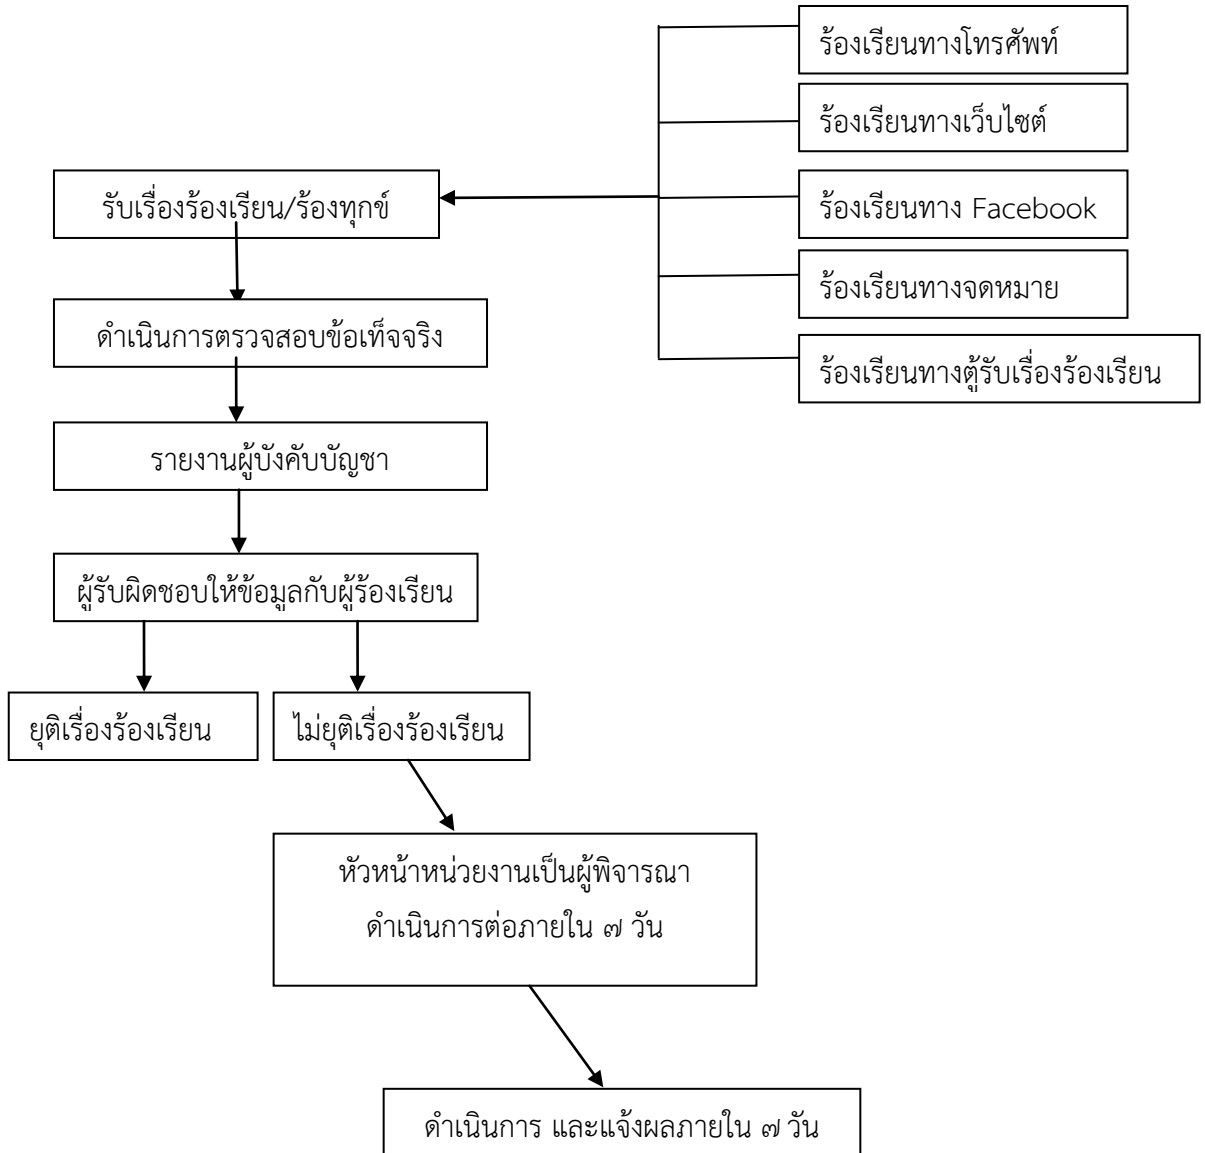 ร้องเรียนทางโทรศัพท์
ร้องเรียนทางเว็บไซต์
รับเรื่องร้องเรียน/ร้องทุกข์
ร้องเรียนทาง Facebook
ร้องเรียนทางจดหมาย
ดำเนินการตรวจสอบข้อเท็จจริง
ร้องเรียนทางตู้รับเรื่องร้องเรียน
รายงานผู้บังคับบัญชา
ผู้รับผิดชอบให้ข้อมูลกับผู้ร้องเรียน
ยุติเรื่องร้องเรียน
ไม่ยุติเรื่องร้องเรียน
หัวหน้าหน่วยงานเป็นผู้พิจารณา
ดำเนินการต่อภายใน ๗ วัน
ดำเนินการ และแจ้งผลภายใน ๗ วัน